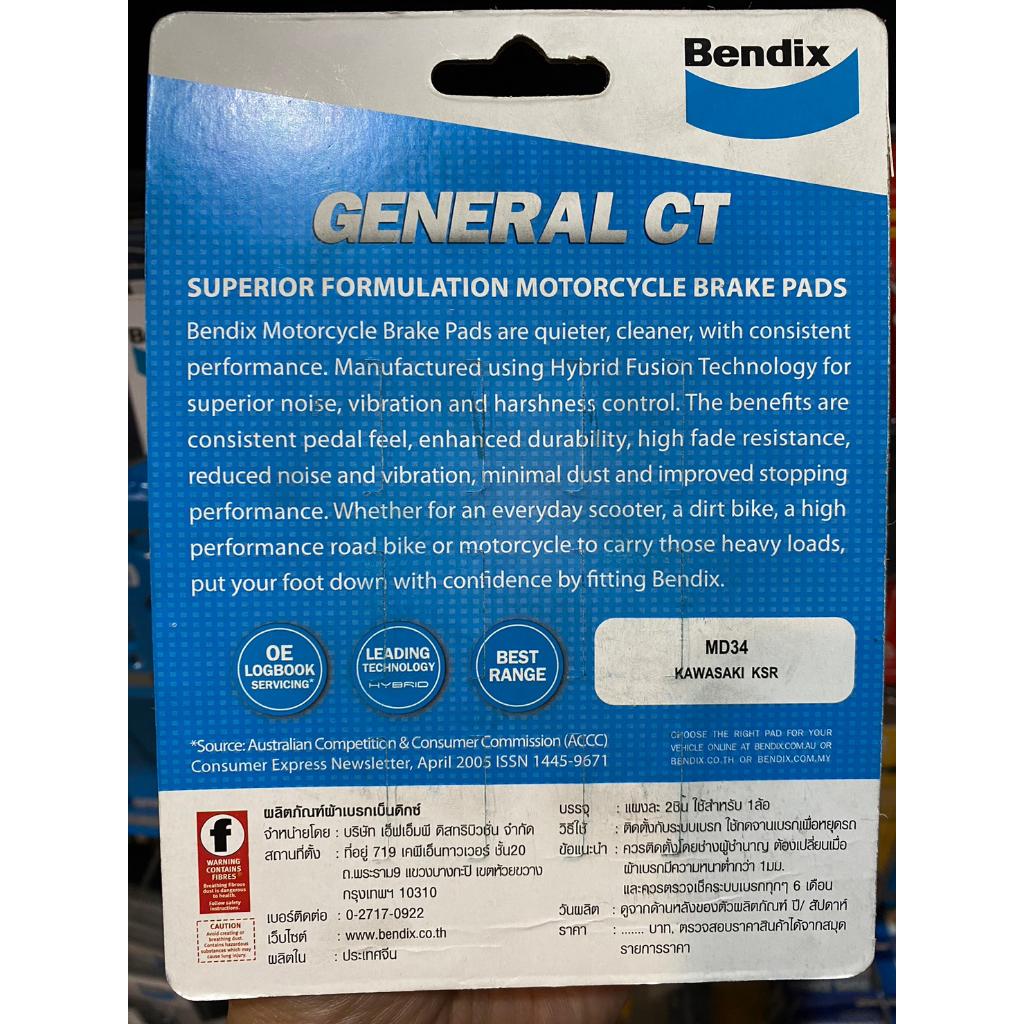 Bendix
GENERAL CT
SUPERIOR FORMULATION MOTORCYCLE BRAKE PADS
Bendix Motorcycle Brake Pads are quieter, cleaner, with consistent
performance. Manufactured using Hybrid Fusion Technology for
superior noise, vibration and harshness control. The benefits are
consistent pedal feel, enhanced durability, high fade resistance,
reduced noise and vibration, minimal dust and improved stopping
performance. Whether for an everyday scooter, a dirt bike, a high
performance road bike or motorcycle to carry those heavy loads,
put your foot down with confidence by fitting Bendix.
OE
LOGBOOK
SERVICING*
LEADING
TECHNOLOGY
HYBRID
BEST
RANGE
MD34
KAWASAKI KSR
*Source: Australian Competition & Consumer Commission (ACCC)
Consumer Express Newsletter, April 2005 ISSN 1445-9671
CHOOSE THE RIGHT PAD FOR YOUR
VEHICLE ONLINE AT BENDIX.COM.AU OR
BENDIX.CO.TH OR BENDIX.COM.MY
f
WARNING
CONTAINS
FIBRES
Breathing fibrous
dust is dangerous
to health.
Follow safety
instructions.
CAUTION
Avoid creating or
breathing dust.
Contains hazardous
substances which may
cause lung injury.
ผลิตภัณฑ์ผ้าเบรกเบ็นดิกซ์
จำหน่ายโดย : บริษัท เอ็ฟเอ็มพี ดิสทริบิวชั่น จำกัด
สถานที่ตั้ง : ที่อยู่ 719 เคพีเอ็นทาวเวอร์ ชั้น20
ถ.พระราม9 แขวงบางกะปิ เขตห้วยขวาง
กรุงเทพฯ 10310
เบอร์ติดต่อ : 0-2717-0922
เว็บไซต์ : www.bendix.co.th
ผลิตใน : ประเทศจีน
บรรจุ : แพงละ 2ชิ้น ใช้สำหรับ 1ล้อ
วิธีใช้ : ติดตั้งกับระบบเบรก ใช้กดจานเบรกเพื่อหยุดรถ
ข้อแนะนำ : ควรติดตั้งโดยช่างผู้ชำนาญ ต้องเปลี่ยนเมื่อ
ผ้าเบรกมีความหนาต่ำกว่า 1มม.
และควรตรวจเช็คระบบเบรกทุกๆ 6 เดือน
วันผลิต : ดูจากด้านหลังของตัวผลิตภัณฑ์ ปี/ สัปดาห์
ราคา : ....... บาท, ตรวจสอบราคาสินค้าได้จากสมุด
รายการราคา